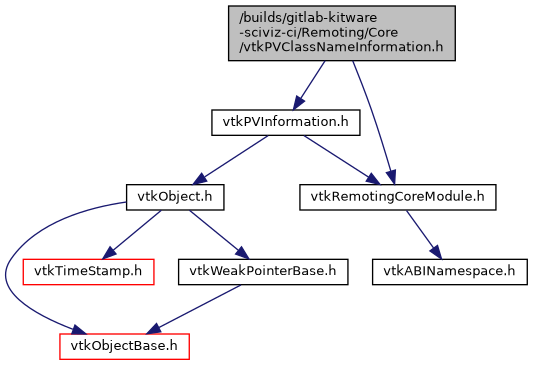 /builds/gitlab-kitware
-sciviz-ci/Remoting/Core
/vtkPVClassNameInformation.h
vtkPVInformation.h
vtkObject.h
vtkRemotingCoreModule.h
vtkTimeStamp.h
vtkWeakPointerBase.h
vtkABINamespace.h
vtkObjectBase.h